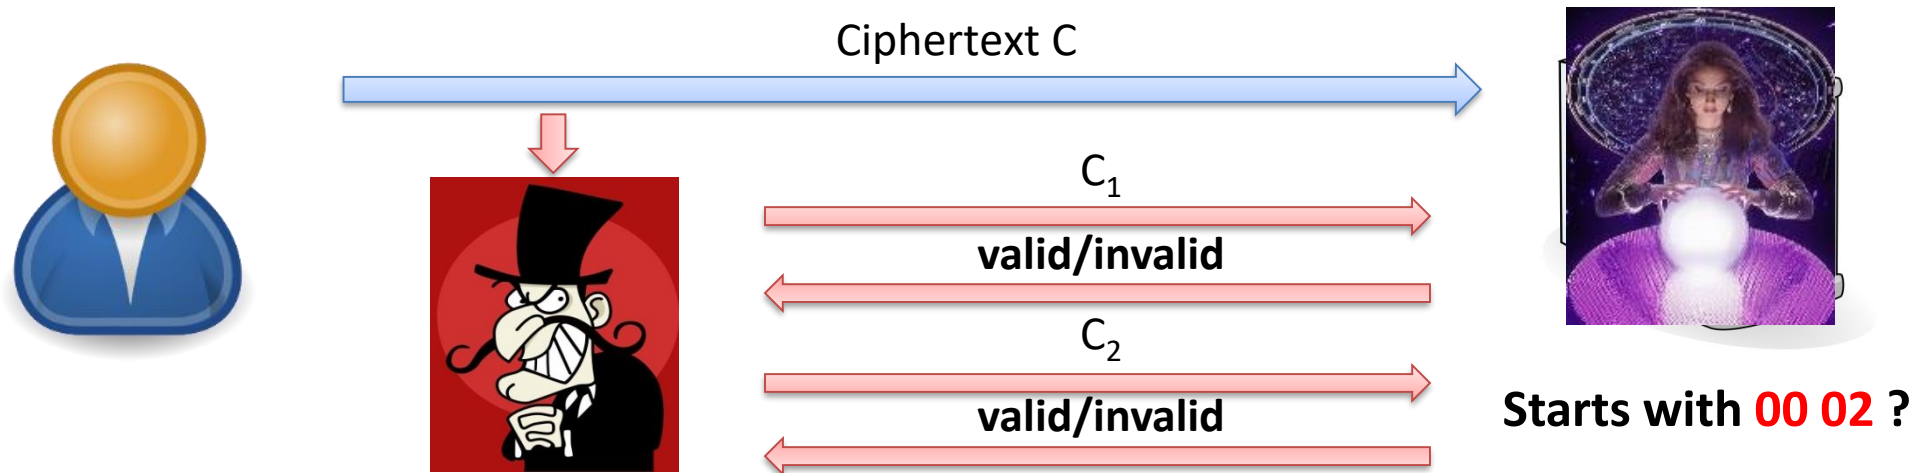 Ciphertext C
C₁
valid/invalid
C₂
valid/invalid
Starts with 00 02 ?